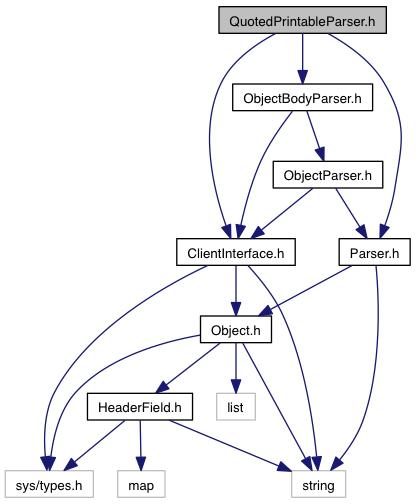 QuotedPrintableParser.h
ObjectBodyParser.h
ObjectParser.h
ClientInterface.h
Parser.h
Object.h
HeaderField.h
list
sys/types.h
map
string